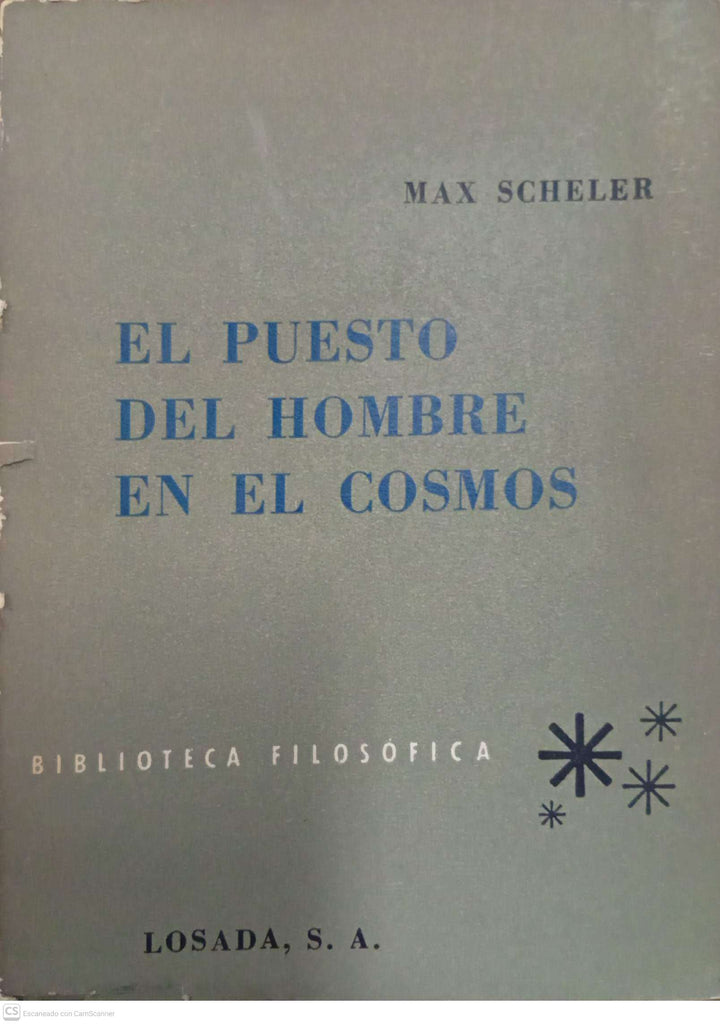 MAX SCHELER
EL PUESTO
DEL HOMBRE
EN EL COSMOS
BIBLIOTECA FILOSÓFICA
LOSADA, S. A.
CS Escaneado con CamScanner